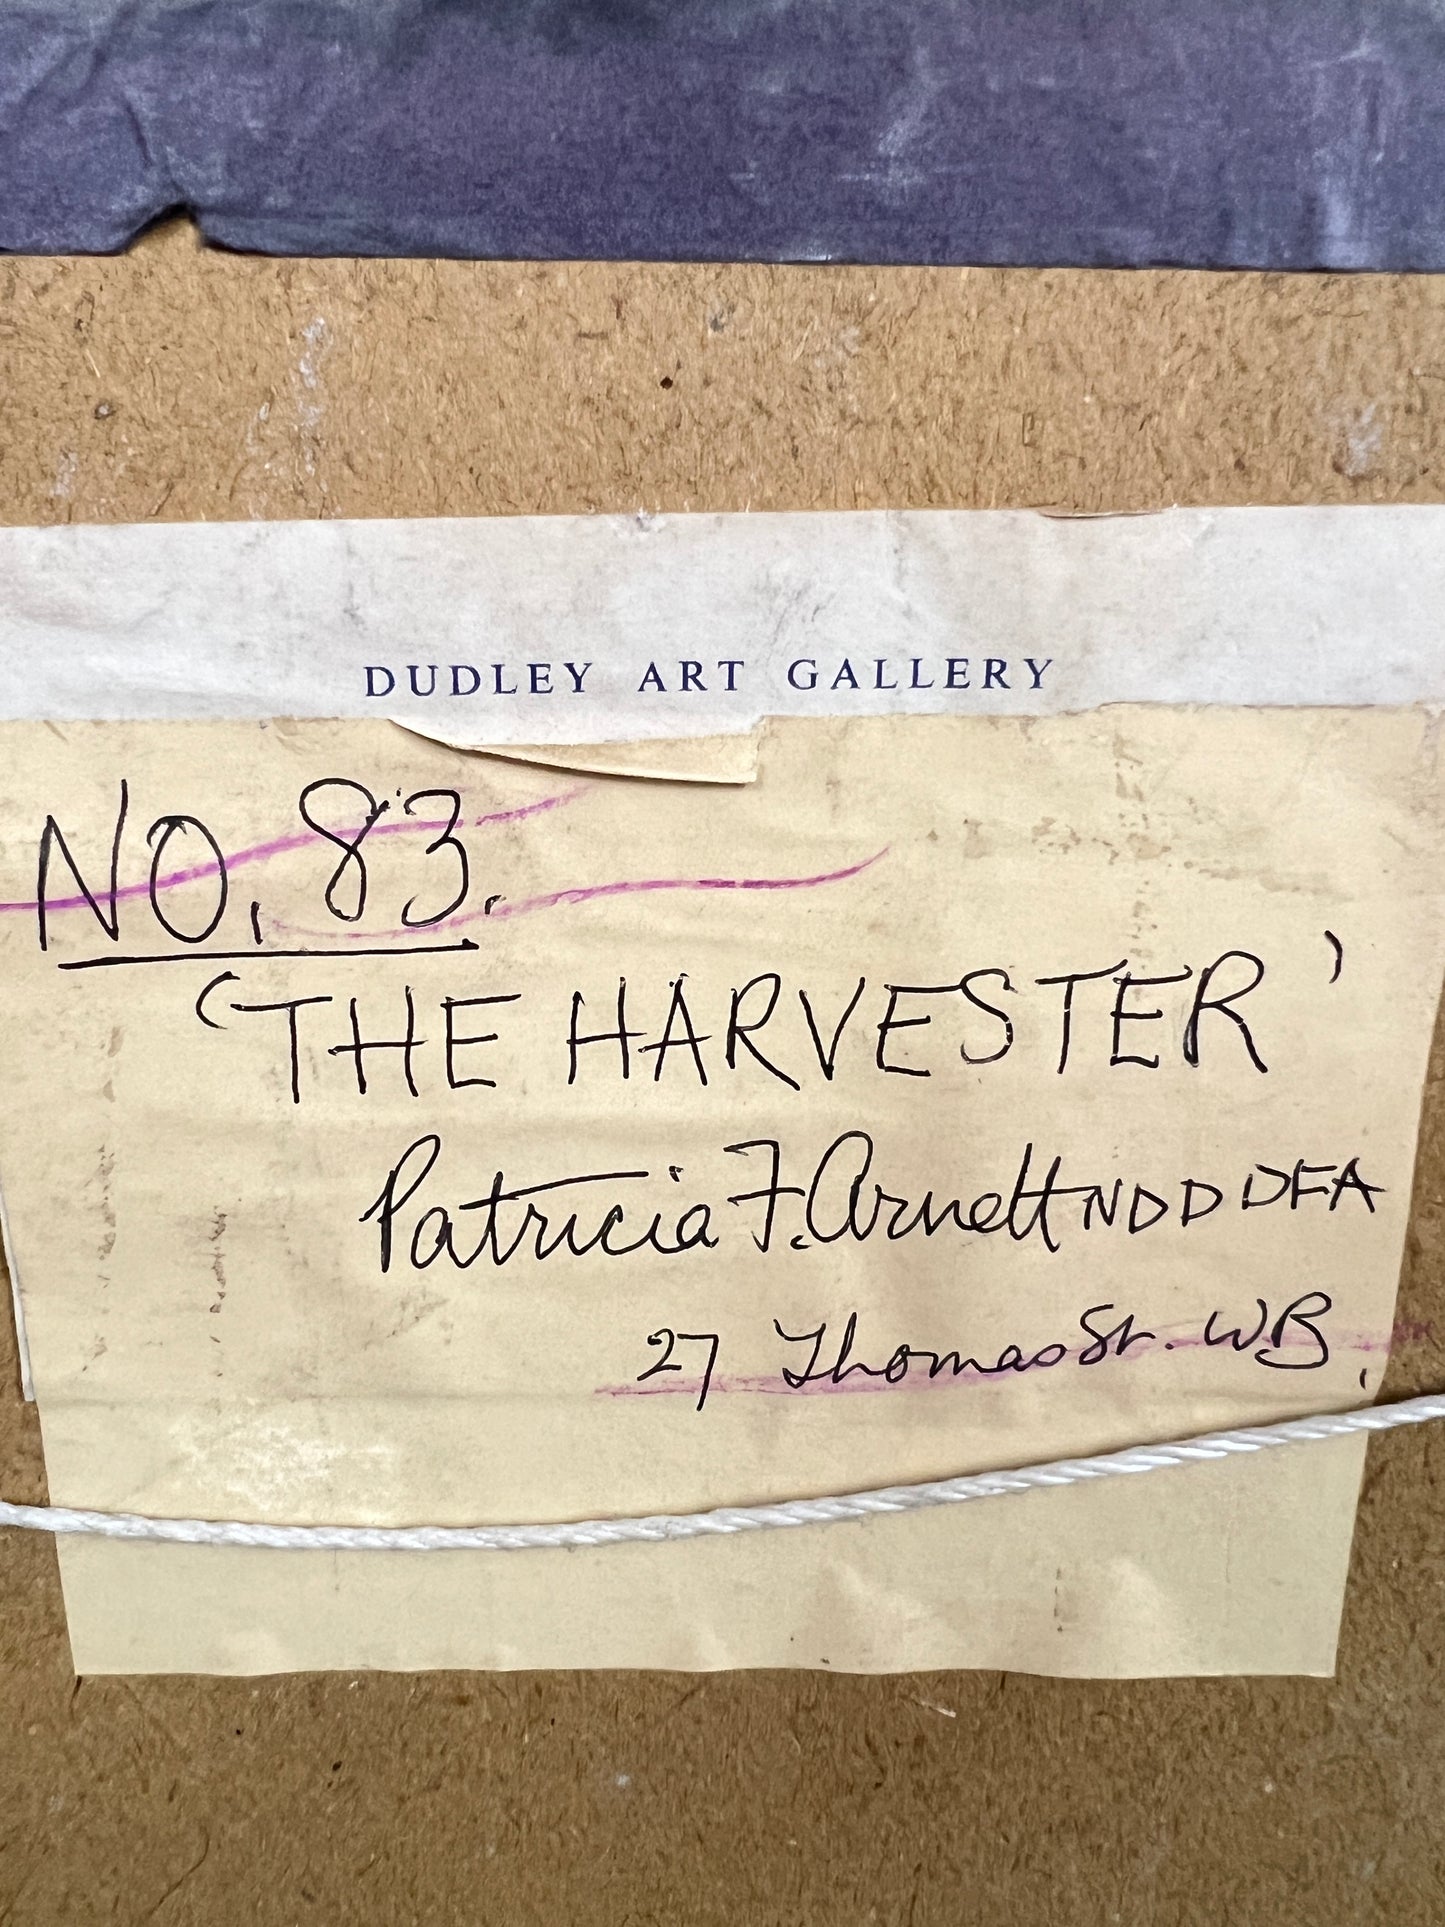 DUDLEY ART GALLERY
NO. 83.
'THE HARVESTER'
Patricia F. Arnett NDD DFA
27 Thomas St. WB,